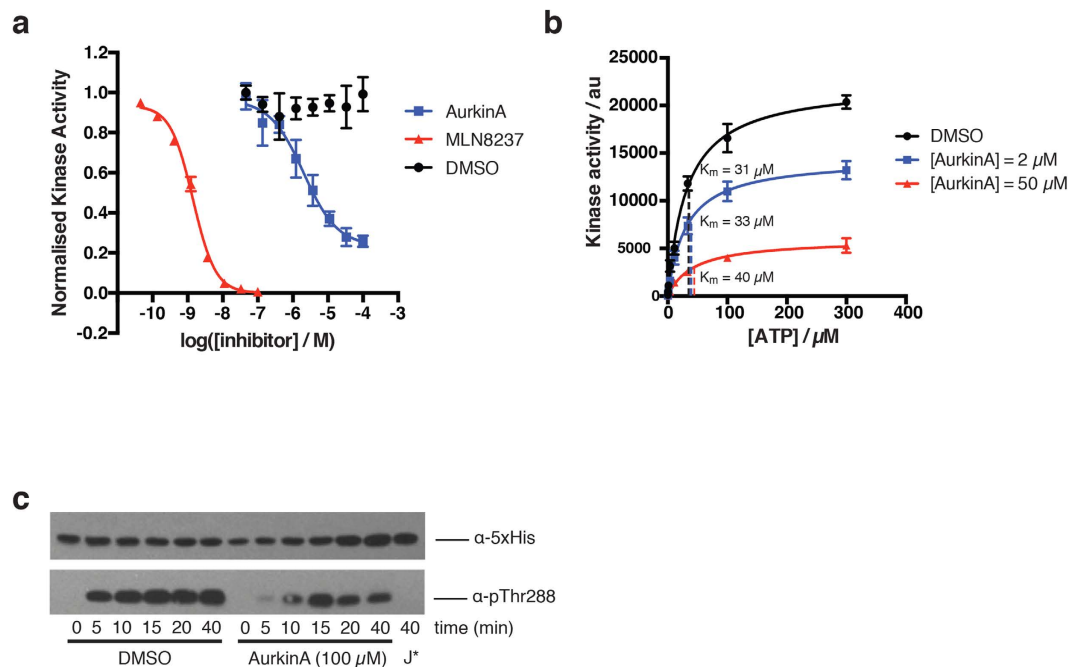 a
1.2
1.0
0.8
0.6
0.4
0.2
0.0
-0.2
Normalised Kinase Activity
-10 -9 -8 -7 -6 -5 -4 -3
log([inhibitor] / M)
AurkinA
MLN8237
DMSO
b
25000
20000
15000
10000
5000
0
Kinase activity / au
Km = 31 µM
Km = 33 µM
Km = 40 µM
0 100 200 300 400
[ATP] / µM
DMSO
[AurkinA] = 2 µM
[AurkinA] = 50 µM
c
α-5xHis
α-pThr288
0 5 10 15 20 40 0 5 10 15 20 40 40 time (min)
DMSO AurkinA (100 µM) J*